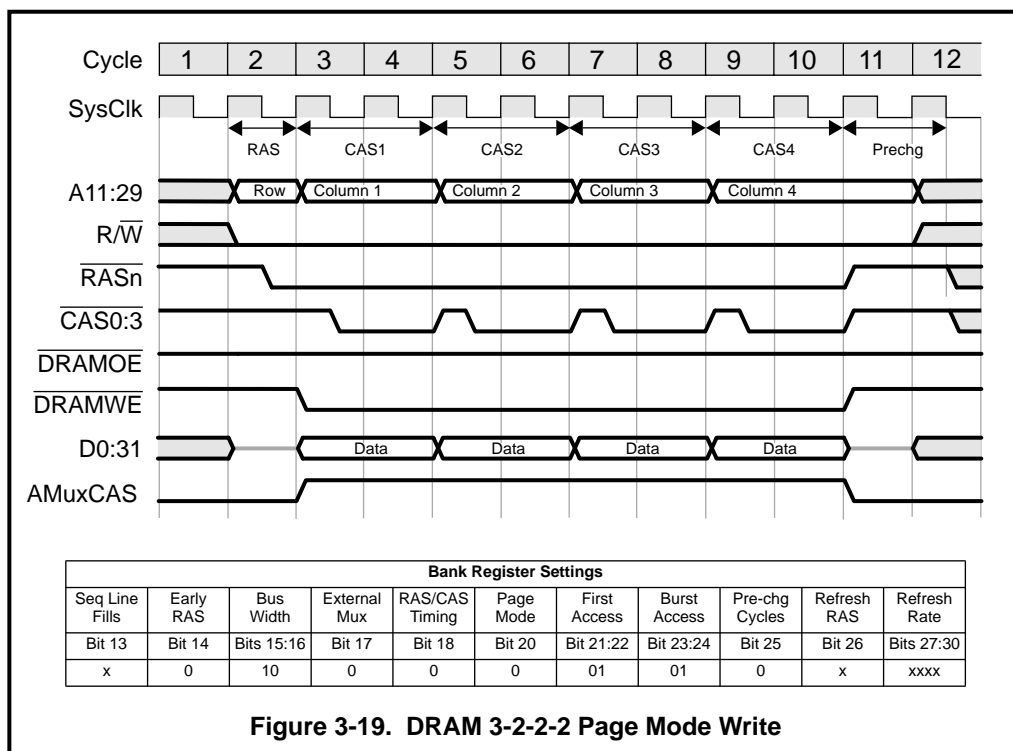 Cycle 1 2 3 4 5 6 7 8 9 10 11 12
SysClk
RAS CAS1 CAS2 CAS3 CAS4 Prechg
A11:29 Row Column 1 Column 2 Column 3 Column 4
R/W̅
R̅A̅S̅n̅
C̅A̅S̅0̅:̅3̅
D̅R̅A̅M̅O̅E̅
D̅R̅A̅M̅W̅E̅
D0:31 Data Data Data Data
AMuxCAS
Bank Register Settings
Seq Line Fills Early RAS Bus Width External Mux RAS/CAS Timing Page Mode First Access Burst Access Pre-chg Cycles Refresh RAS Refresh Rate
Bit 13 Bit 14 Bits 15:16 Bit 17 Bit 18 Bit 20 Bit 21:22 Bit 23:24 Bit 25 Bit 26 Bits 27:30
x 0 10 0 0 0 01 01 0 x xxxx
Figure 3-19. DRAM 3-2-2-2 Page Mode Write